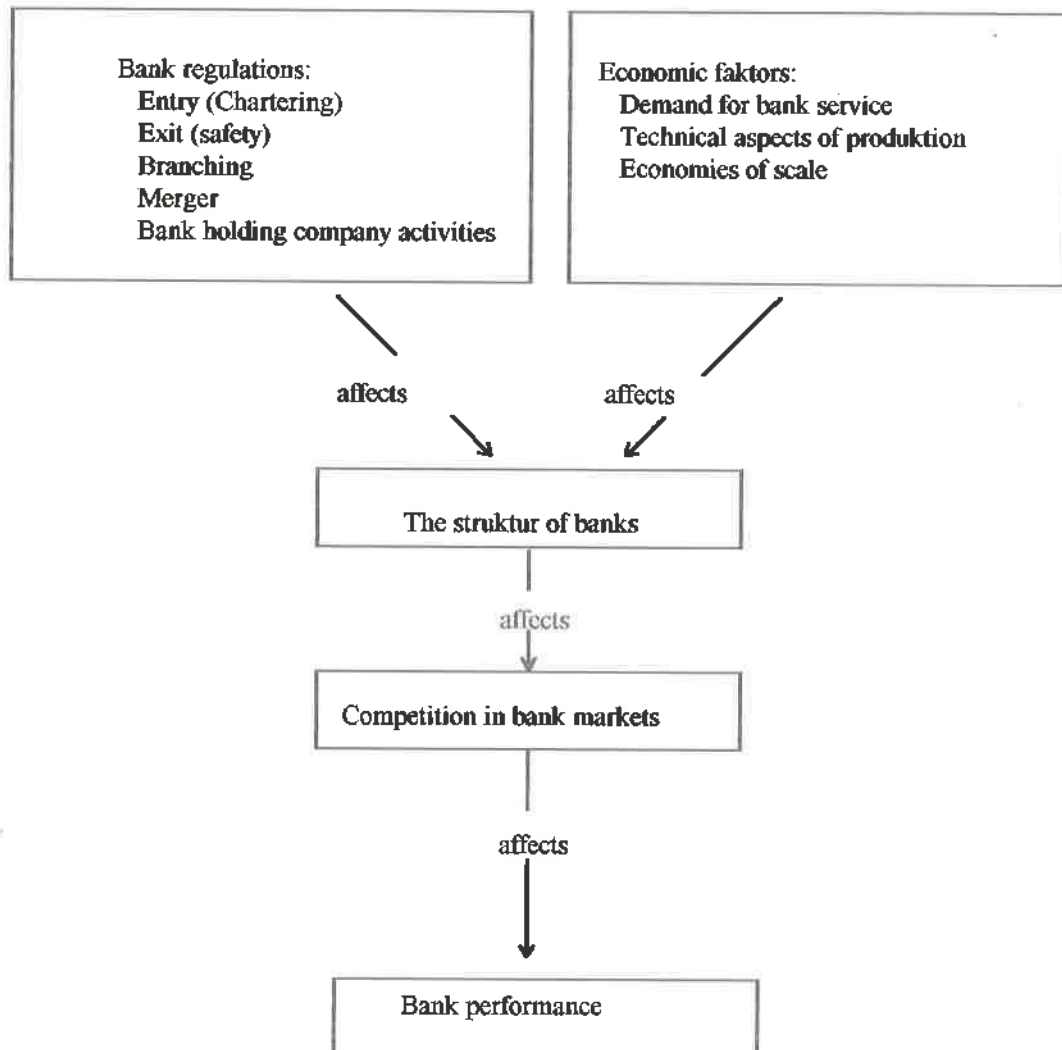 Bank regulations:
Entry (Chartering)
Exit (safety)
Branching
Merger
Bank holding company activities
Economic faktors:
Demand for bank service
Technical aspects of produktion
Economies of scale
affects
affects
The struktur of banks
affects
Competition in bank markets
affects
Bank performance